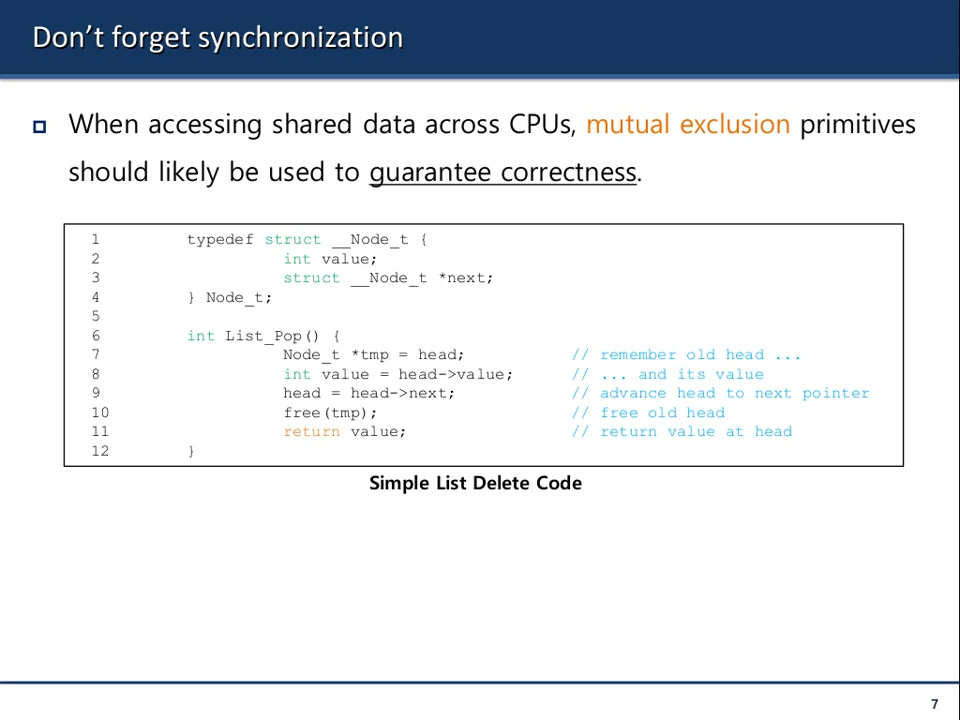 Don't forget synchronization
When accessing shared data across CPUs, mutual exclusion primitives
should likely be used to guarantee correctness.
1 typedef struct __Node_t {
2 int value;
3 struct __Node_t *next;
4 } Node_t;
5
6 int List_Pop() {
7 Node_t *tmp = head; // remember old head ...
8 int value = head->value; // ... and its value
9 head = head->next; // advance head to next pointer
10 free(tmp); // free old head
11 return value; // return value at head
12 }
Simple List Delete Code
7